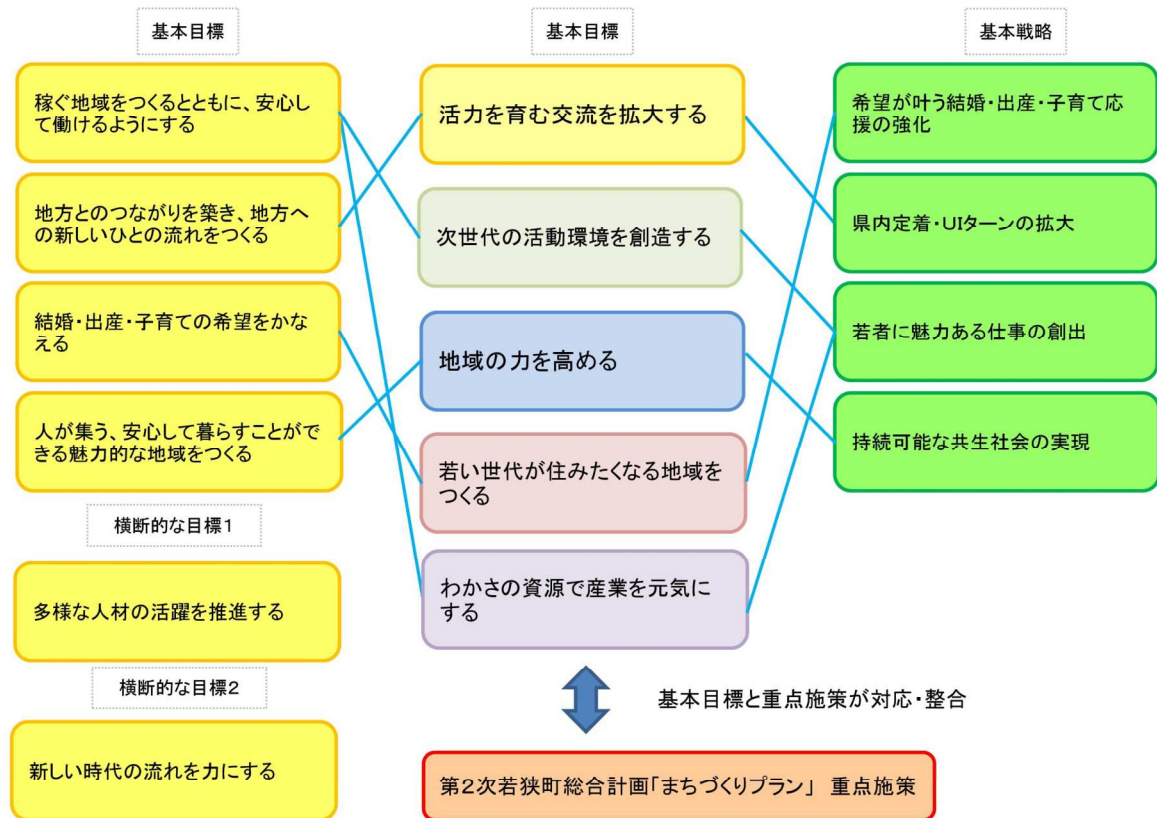 基本目標
稼ぐ地域をつくるとともに、安心し
て働けるようにする
地方とのつながりを築き、地方へ
の新しいひとの流れをつくる
結婚・出産・子育ての希望をかな
える
人が集う、安心して暮らすことがで
きる魅力的な地域をつくる
横断的な目標1
多様な人材の活躍を推進する
横断的な目標2
新しい時代の流れを力にする
基本目標
活力を育む交流を拡大する
次世代の活動環境を創造する
地域の力を高める
若い世代が住みたくなる地域を
つくる
わかさの資源で産業を元気に
する
基本目標と重点施策が対応・整合
第2次若狭町総合計画「まちづくりプラン」 重点施策
基本戦略
希望が叶う結婚・出産・子育て応
援の強化
県内定着・UIターンの拡大
若者に魅力ある仕事の創出
持続可能な共生社会の実現